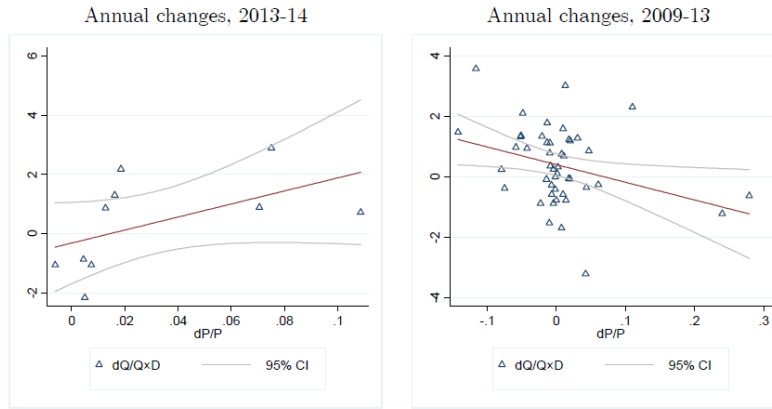 Annual changes, 2013-14
Annual changes, 2009-13
6
4
2
0
-2
0
.02
.04
.06
.08
.1
dP/P
dQ/Q×D
95% CI
4
2
0
-2
-4
-.1
0
.1
.2
.3
dP/P
dQ/Q×D
95% CI